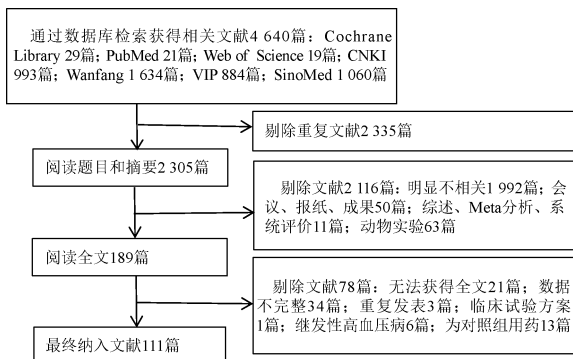 通过数据库检索获得相关文献4 640篇：Cochrane
Library 29篇；PubMed 21篇；Web of Science 19篇；CNKI
993篇；Wanfang 1 634篇；VIP 884篇；SinoMed 1 060篇
剔除重复文献2 335篇
阅读题目和摘要2 305篇
剔除文献2 116篇：明显不相关1 992篇；会
议、报纸、成果50篇；综述、Meta分析、系
统评价11篇；动物实验63篇
阅读全文189篇
剔除文献78篇：无法获得全文21篇；数据
不完整34篇；重复发表3篇；临床试验方案
1篇；继发性高血压病6篇；为对照组用药13篇
最终纳入文献111篇